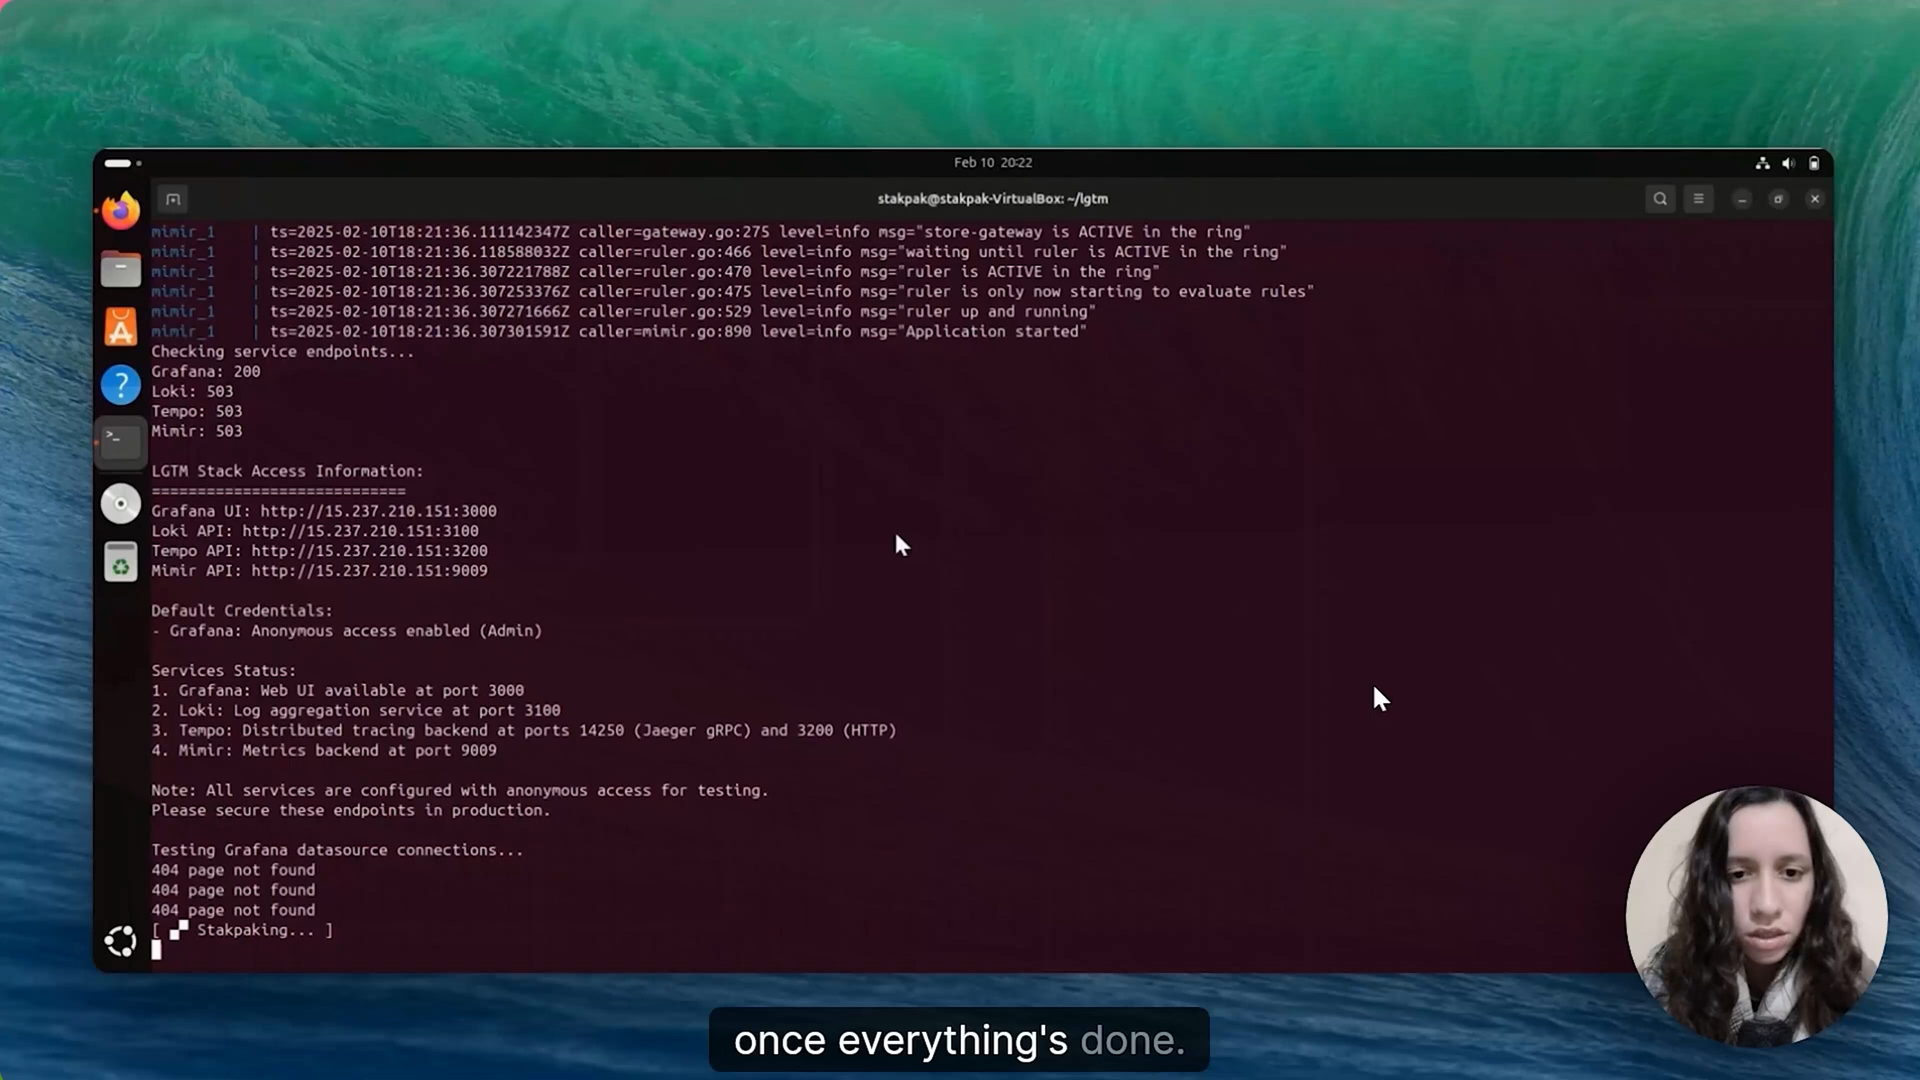 Feb 10 20:22
stakpak@stakpak-VirtualBox: ~/lgtm
mimir_1 | ts=2025-02-10T18:21:36.111142347Z caller=gateway.go:275 level=info msg="store-gateway is ACTIVE in the ring"
mimir_1 | ts=2025-02-10T18:21:36.118588032Z caller=ruler.go:466 level=info msg="waiting until ruler is ACTIVE in the ring"
mimir_1 | ts=2025-02-10T18:21:36.307221788Z caller=ruler.go:470 level=info msg="ruler is ACTIVE in the ring"
mimir_1 | ts=2025-02-10T18:21:36.307253376Z caller=ruler.go:475 level=info msg="ruler is only now starting to evaluate rules"
mimir_1 | ts=2025-02-10T18:21:36.307271666Z caller=ruler.go:529 level=info msg="ruler up and running"
mimir_1 | ts=2025-02-10T18:21:36.307301591Z caller=mimir.go:890 level=info msg="Application started"
Checking service endpoints...
Grafana: 200
Loki: 503
Tempo: 503
Mimir: 503
LGTM Stack Access Information:
============================
Grafana UI: http://15.237.210.151:3000
Loki API: http://15.237.210.151:3100
Tempo API: http://15.237.210.151:3200
Mimir API: http://15.237.210.151:9009
Default Credentials:
- Grafana: Anonymous access enabled (Admin)
Services Status:
1. Grafana: Web UI available at port 3000
2. Loki: Log aggregation service at port 3100
3. Tempo: Distributed tracing backend at ports 14250 (Jaeger gRPC) and 3200 (HTTP)
4. Mimir: Metrics backend at port 9009
Note: All services are configured with anonymous access for testing.
Please secure these endpoints in production.
Testing Grafana datasource connections...
404 page not found
404 page not found
404 page not found
[ Stakpaking... ]
once everything's done.